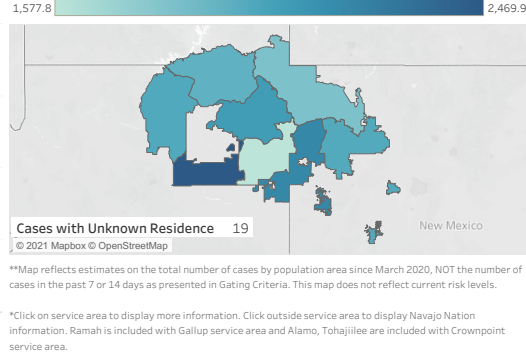 1,577.8
2,469.9
New Mexico
Cases with Unknown Residence 19
© 2021 Mapbox © OpenStreetMap
**Map reflects estimates on the total number of cases by population area since March 2020, NOT the number of
cases in the past 7 or 14 days as presented in Gating Criteria. This map does not reflect current risk levels.
*Click on service area to display more information. Click outside service area to display Navajo Nation
information. Ramah is included with Gallup service area and Alamo, Tohajiilee are included with Crownpoint
service area.